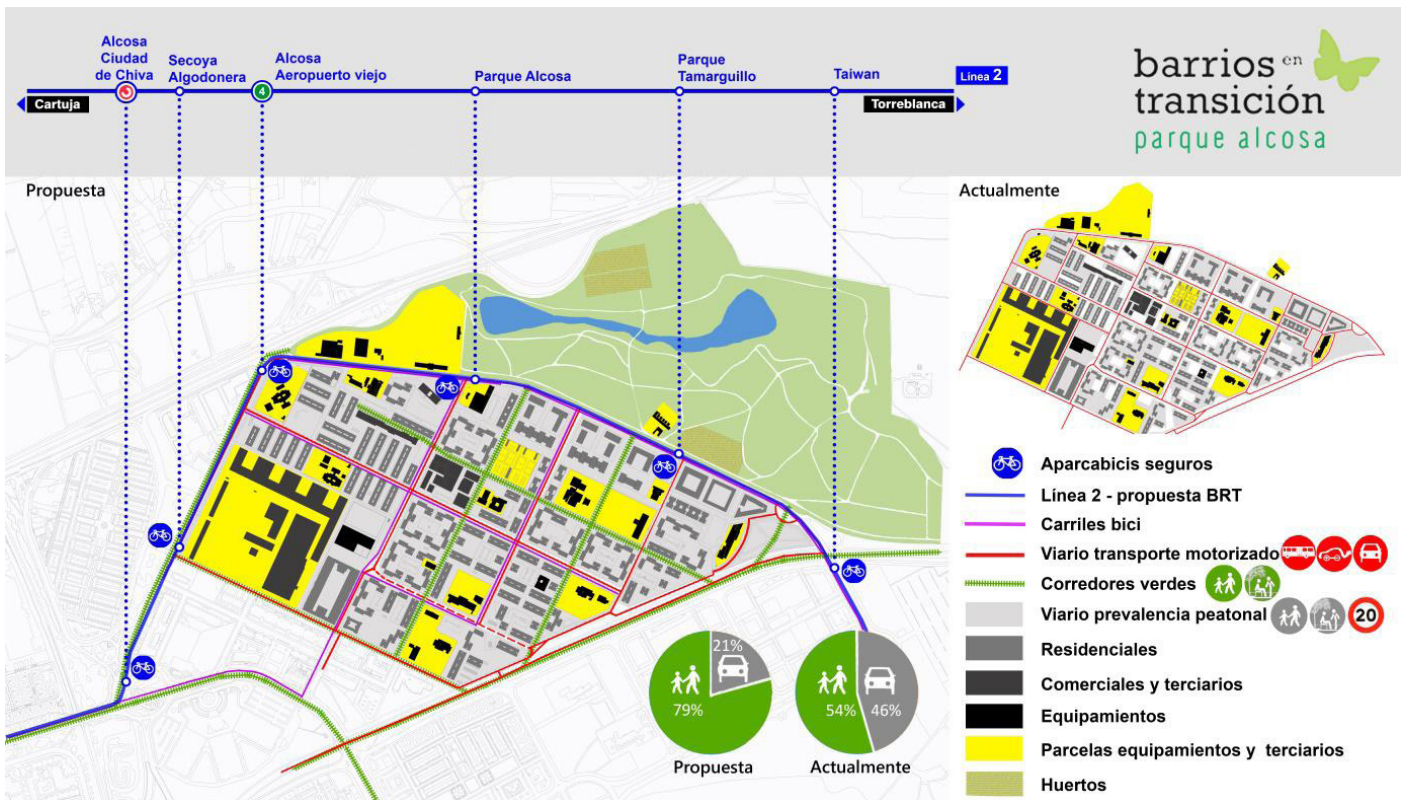 Alcosa
Ciudad
de Chiva
Secoya
Algodonera
Alcosa
Aeropuerto viejo
4
Parque Alcosa
Parque
Tamarguillo
Taiwan
Línea 2
Cartuja
Torreblanca
barrios en
transición
parque alcosa
Propuesta
Actualmente
Aparcabicis seguros
Línea 2 - propuesta BRT
Carriles bici
Viario transporte motorizado
Corredores verdes
Viario prevalencia peatonal
20
Residenciales
Comerciales y terciarios
Equipamientos
Parcelas equipamientos y terciarios
Huertos
21%
79%
Propuesta
54%
46%
Actualmente